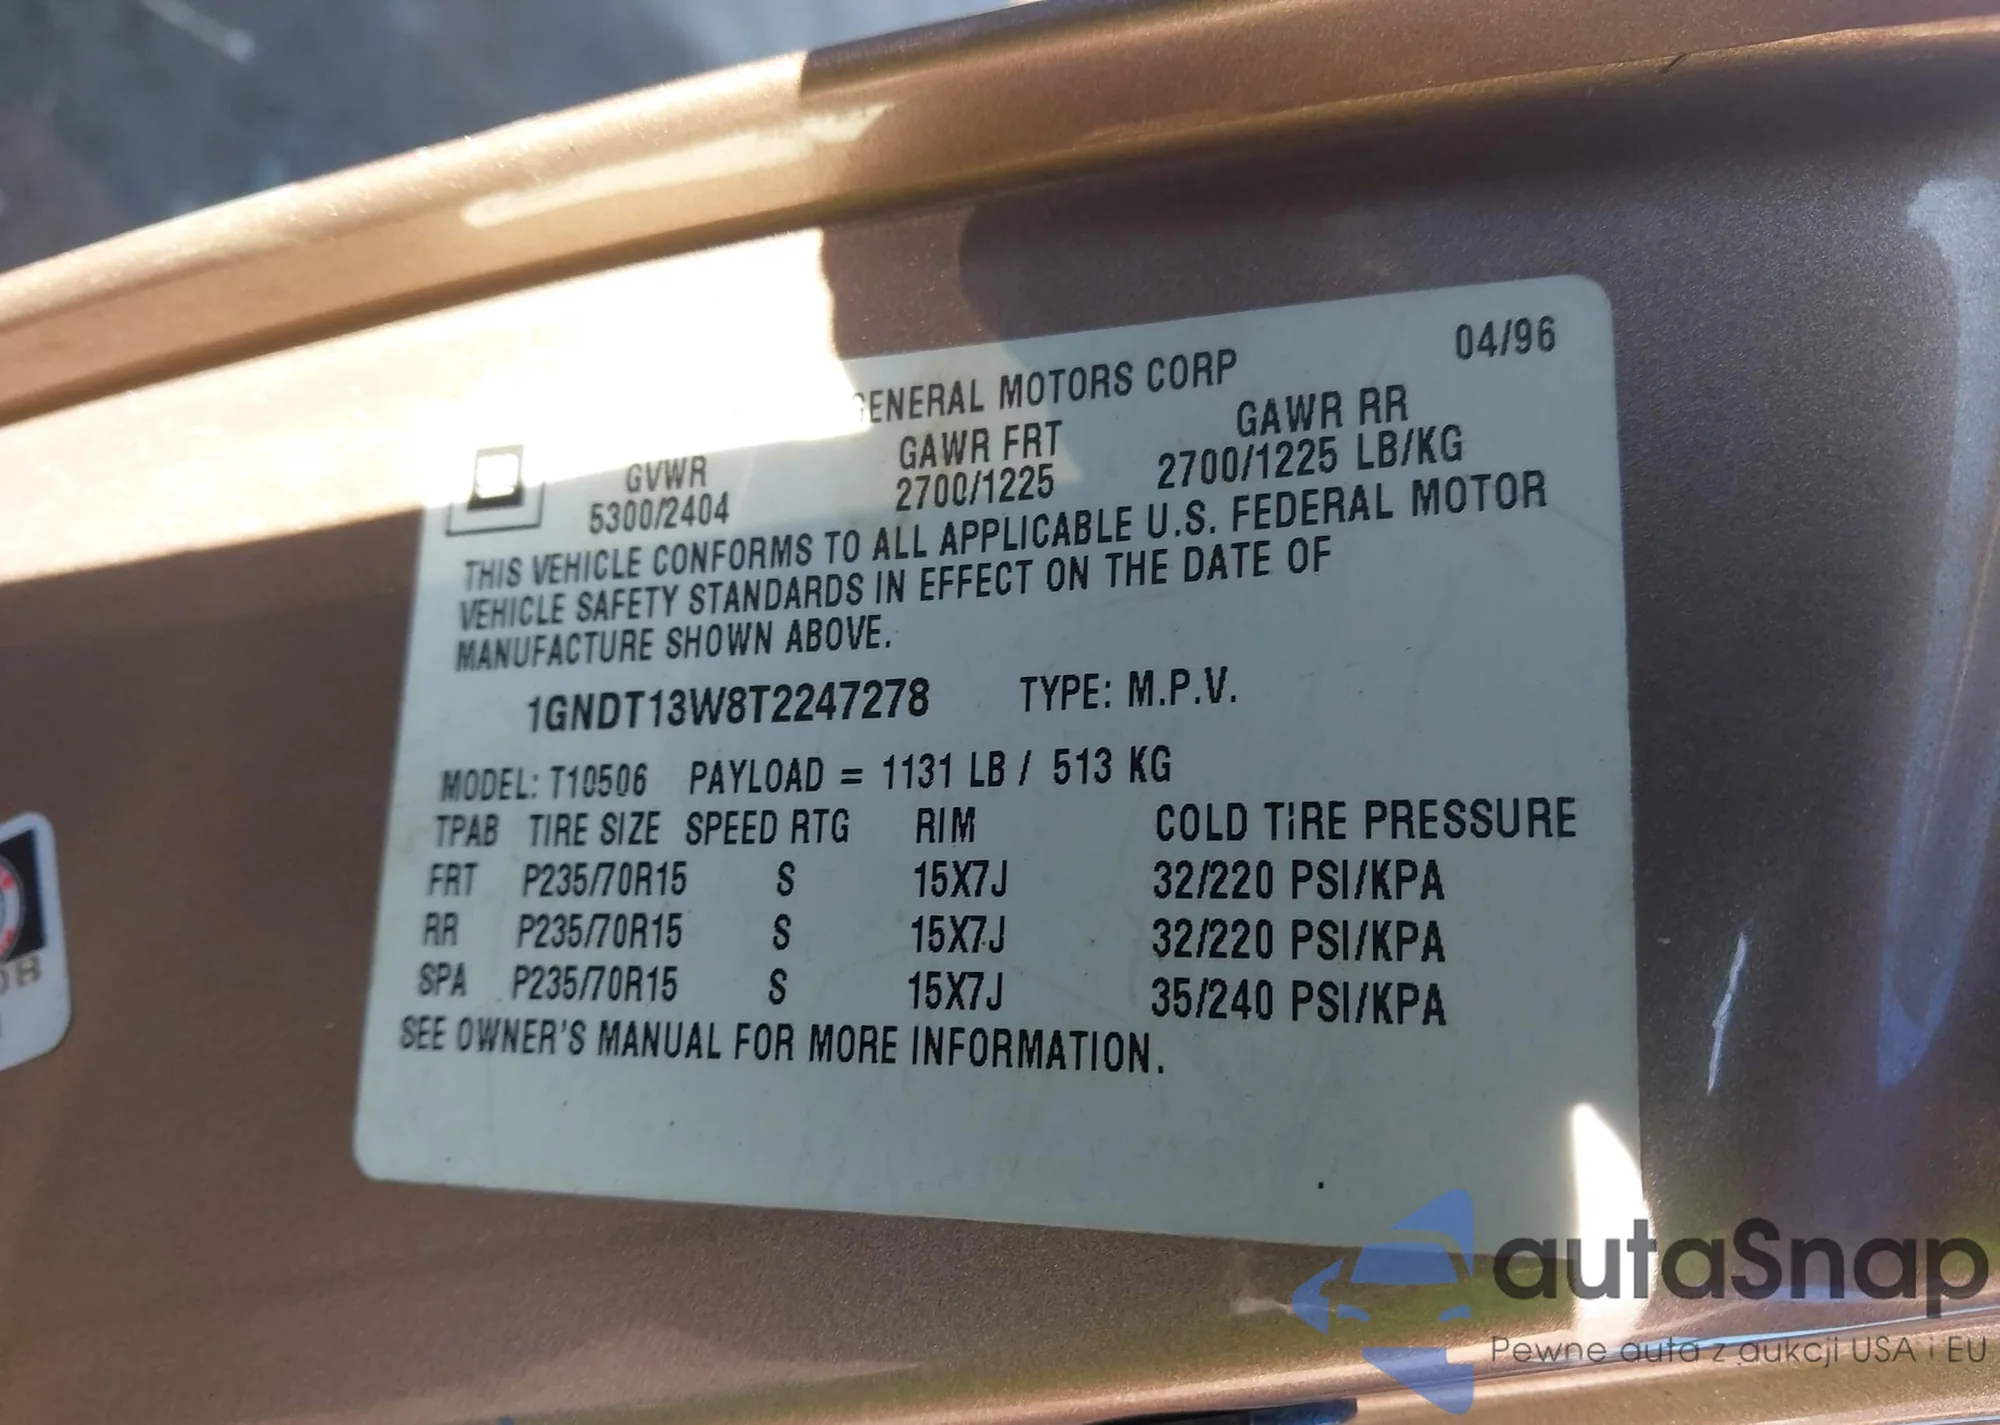 04/96
GENERAL MOTORS CORP
GVWR GAWR FRT GAWR RR
5300/2404 2700/1225 2700/1225 LB/KG
THIS VEHICLE CONFORMS TO ALL APPLICABLE U.S. FEDERAL MOTOR
VEHICLE SAFETY STANDARDS IN EFFECT ON THE DATE OF
MANUFACTURE SHOWN ABOVE.
1GNDT13W8T2247278 TYPE: M.P.V.
MODEL: T10506 PAYLOAD = 1131 LB / 513 KG
TPAB TIRE SIZE SPEED RTG RIM COLD TIRE PRESSURE
FRT P235/70R15 S 15X7J 32/220 PSI/KPA
RR P235/70R15 S 15X7J 32/220 PSI/KPA
SPA P235/70R15 S 15X7J 35/240 PSI/KPA
SEE OWNER'S MANUAL FOR MORE INFORMATION.
autaSnap
Pewne auta z aukcji USA i EU